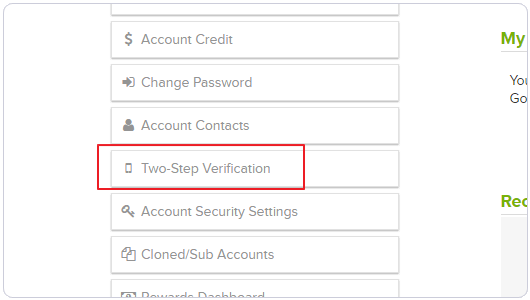 Account Credit
Change Password
Account Contacts
Two-Step Verification
Account Security Settings
Cloned/Sub Accounts
Rewards Dashboard
My
You
Go
Rec